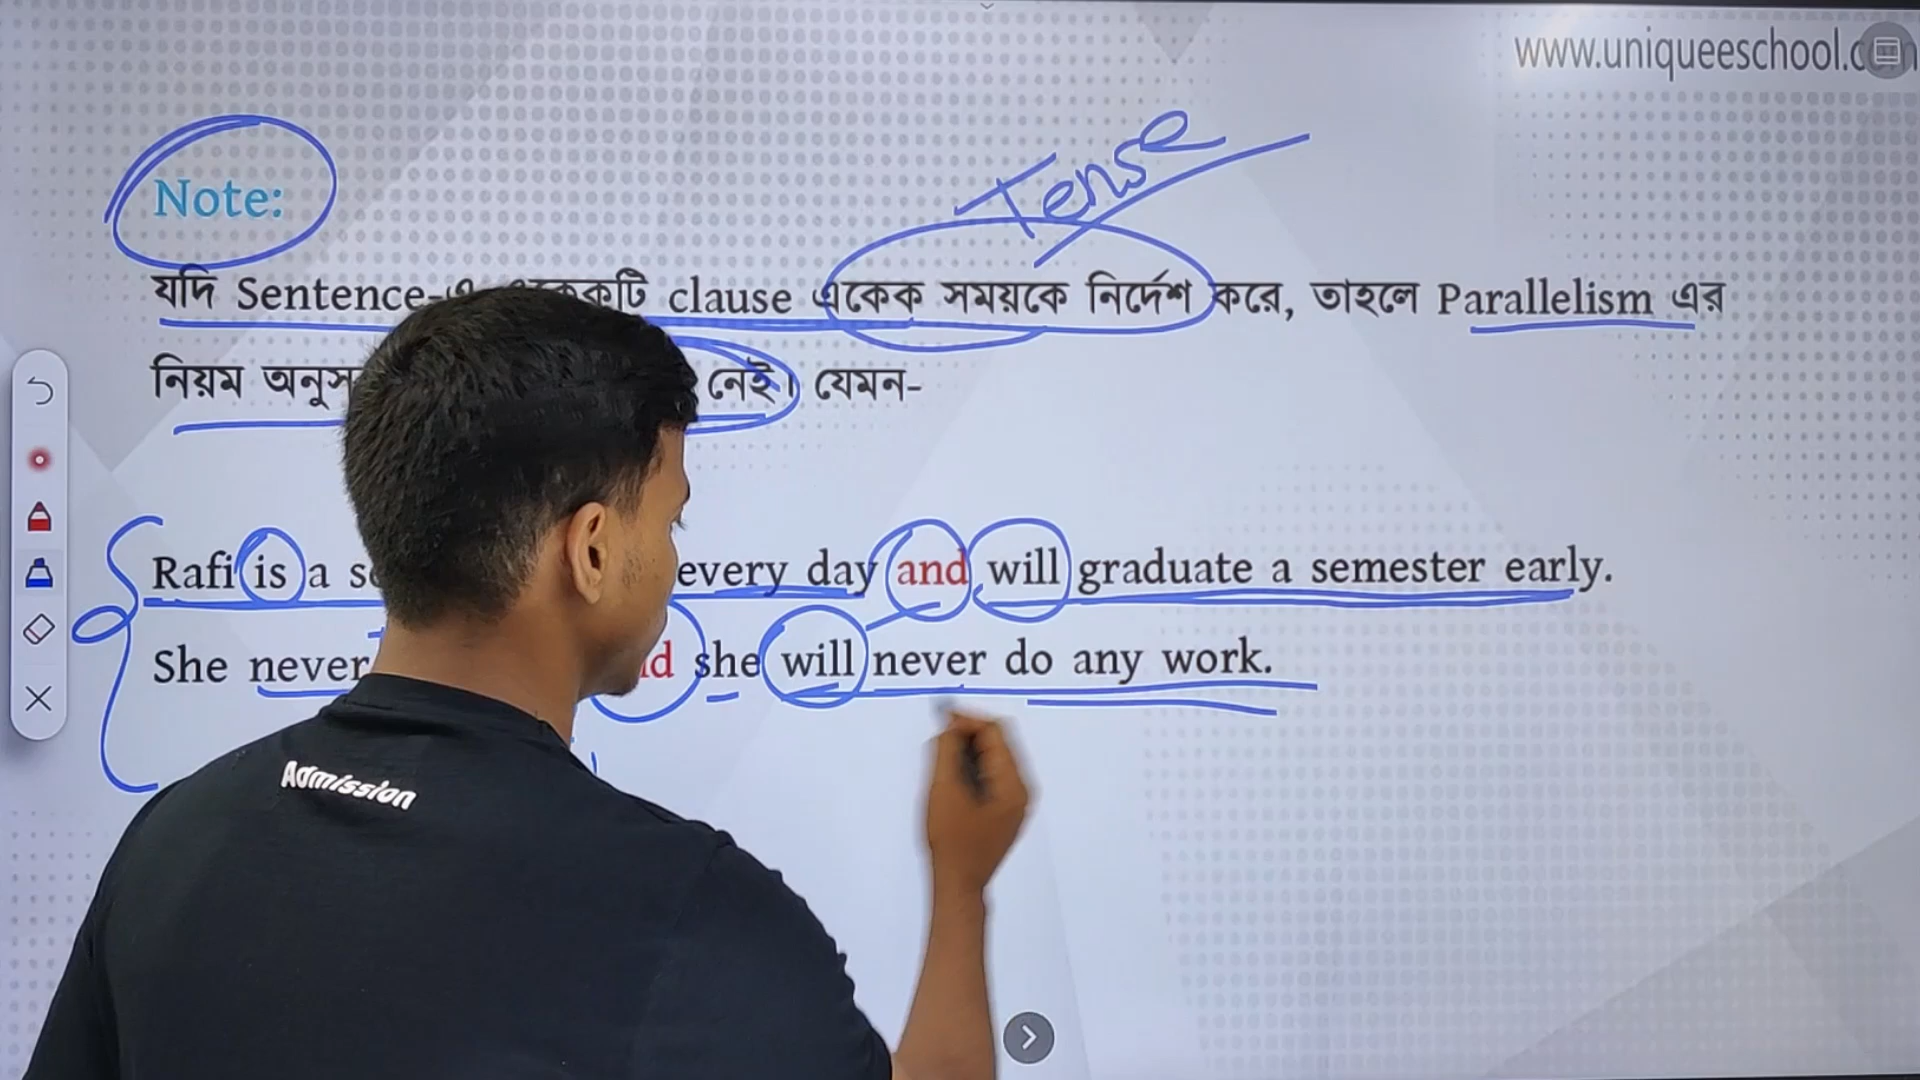 www.uniqueeschool.c
Tense
Note:
যদি Sentence-এ clause একেক সময়কে নির্দেশ করে, তাহলে Parallelism এর
নিয়ম নেই। যেমন-
Rafi is a every day and will graduate a semester early.
She never she will never do any work.
Admission